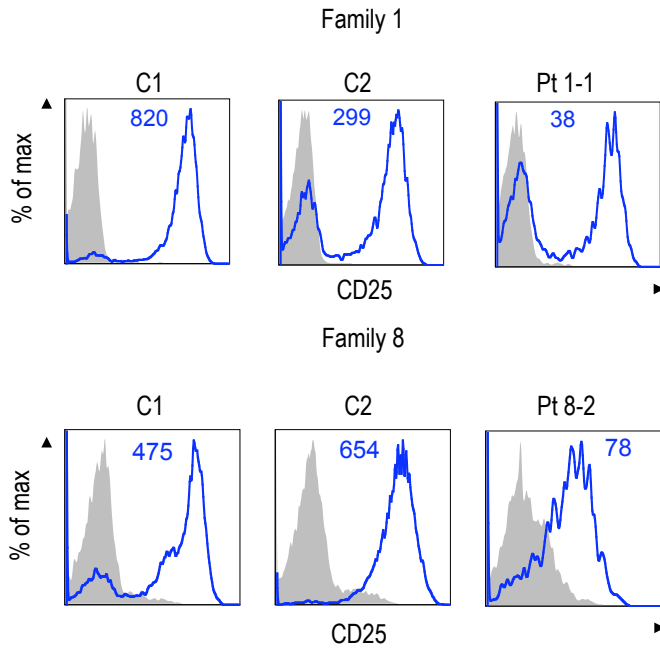 Family 1
C1 C2 Pt 1-1
820 299 38
% of max
CD25
Family 8
C1 C2 Pt 8-2
475 654 78
% of max
CD25